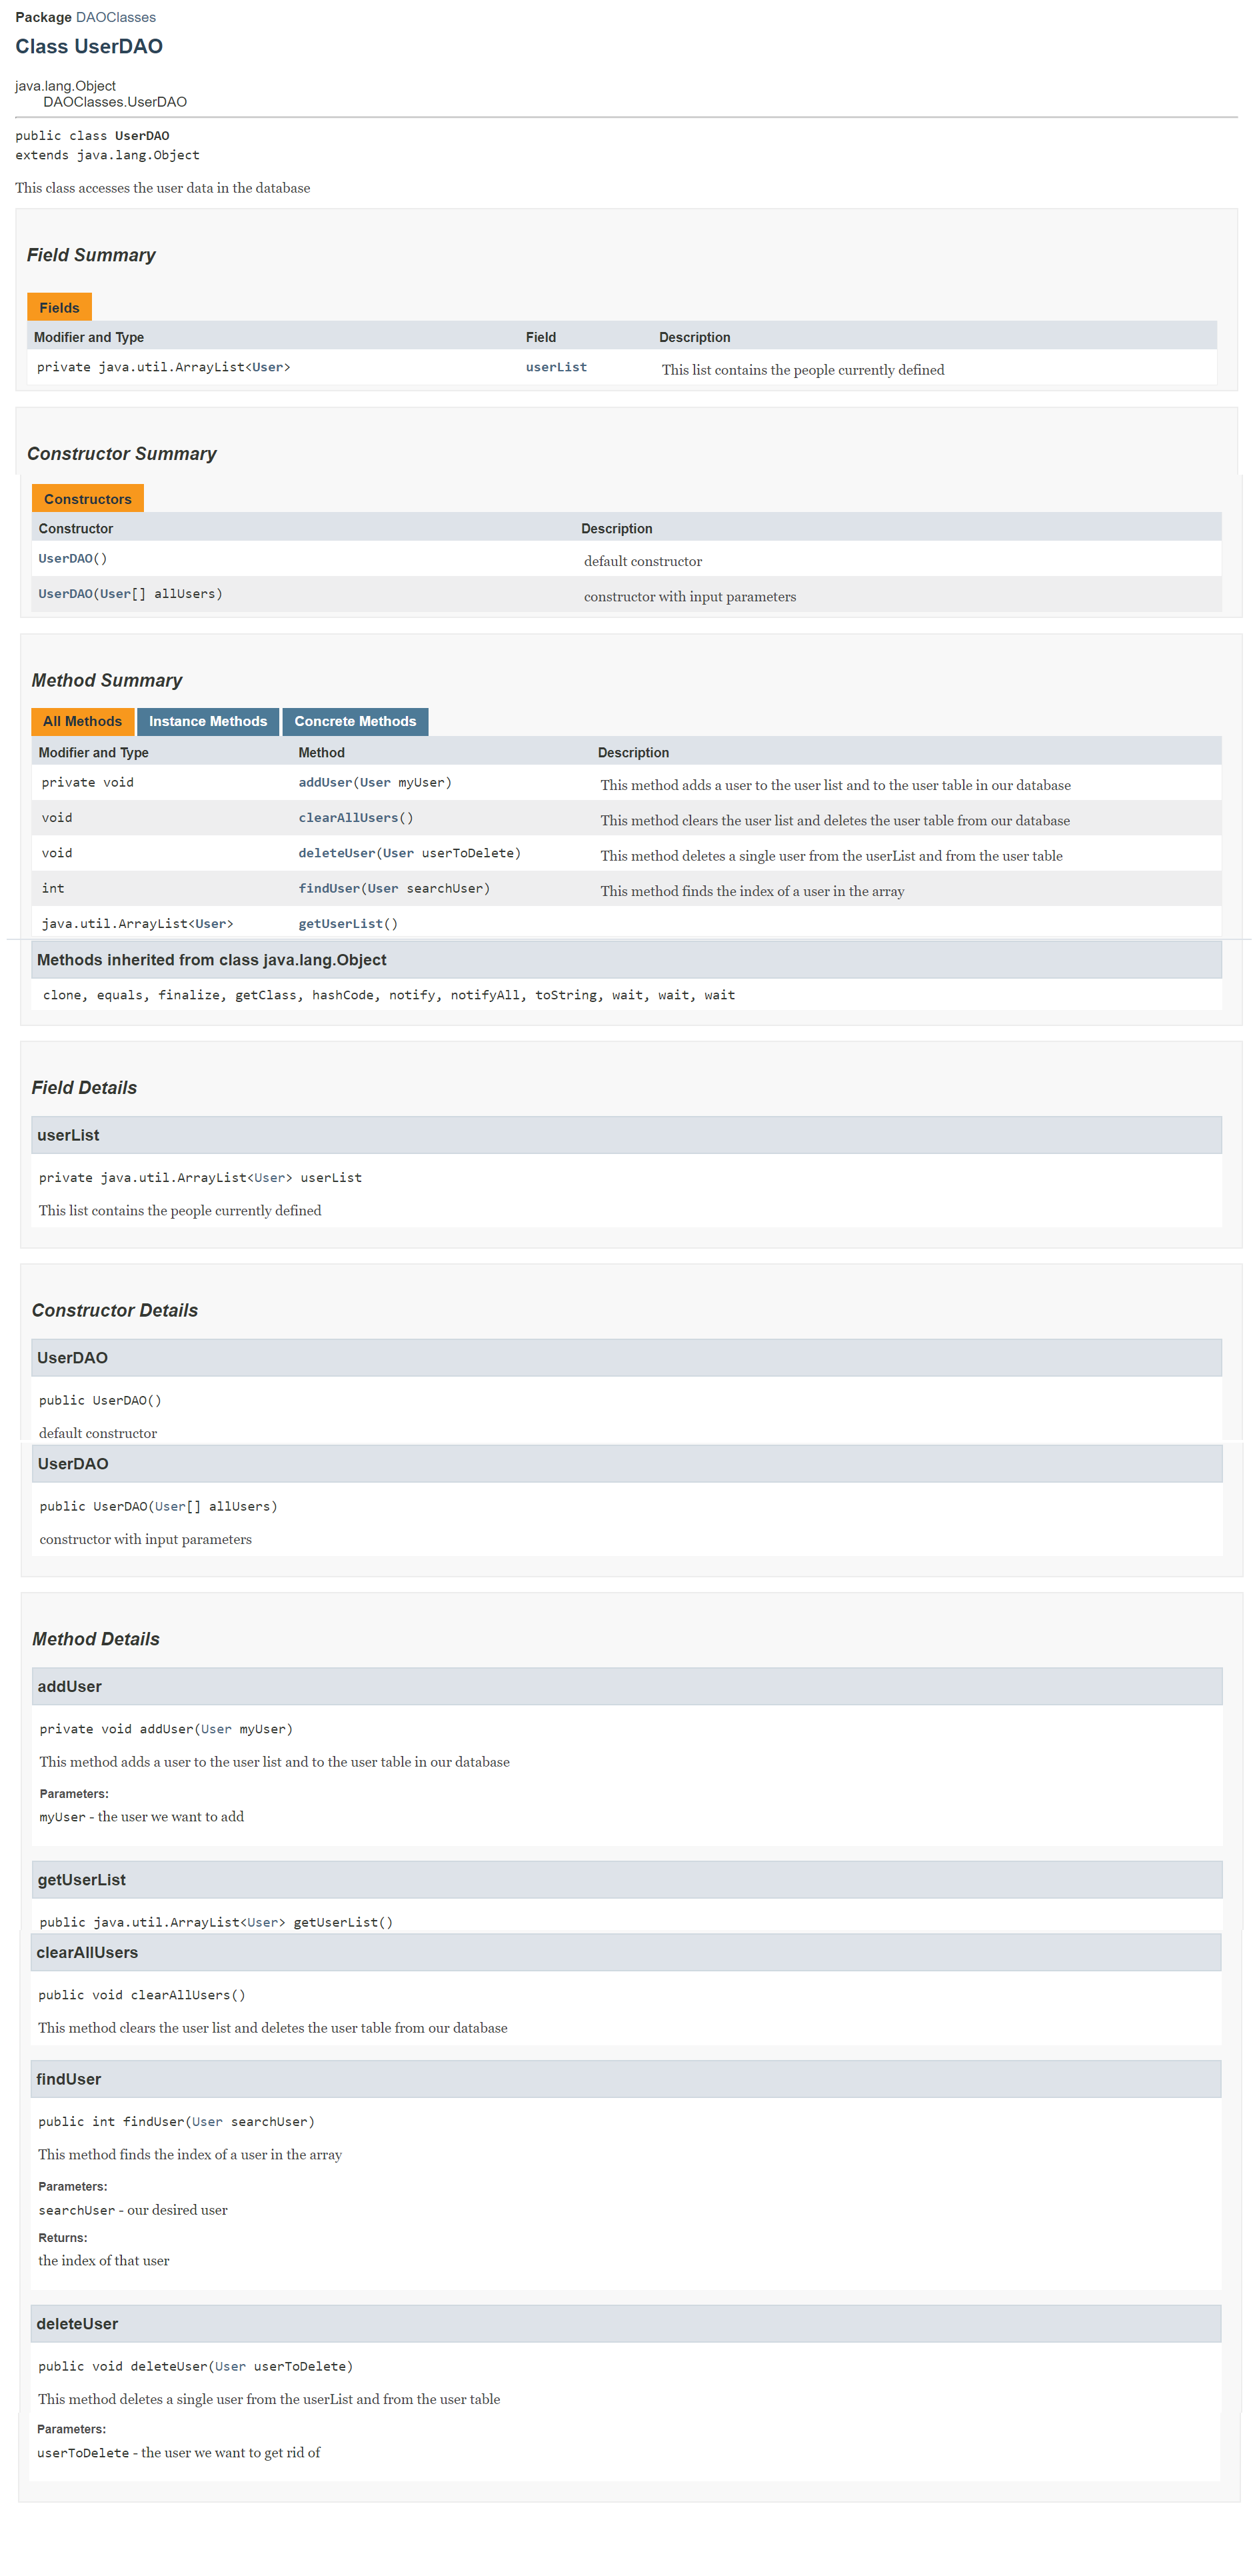 Package DAOClasses
Class UserDAO
java.lang.Object
DAOClasses.UserDAO
public class UserDAO
extends java.lang.Object
This class accesses the user data in the database
Field Summary
Fields
Modifier and Type Field Description
private java.util.ArrayList<User> userList This list contains the people currently defined
Constructor Summary
Constructors
Constructor Description
UserDAO() default constructor
UserDAO(User[] allUsers) constructor with input parameters
Method Summary
All Methods Instance Methods Concrete Methods
Modifier and Type Method Description
private void addUser(User myUser) This method adds a user to the user list and to the user table in our database
void clearAllUsers() This method clears the user list and deletes the user table from our database
void deleteUser(User userToDelete) This method deletes a single user from the userList and from the user table
int findUser(User searchUser) This method finds the index of a user in the array
java.util.ArrayList<User> getUserList()
Methods inherited from class java.lang.Object
clone, equals, finalize, getClass, hashCode, notify, notifyAll, toString, wait, wait, wait
Field Details
userList
private java.util.ArrayList<User> userList
This list contains the people currently defined
Constructor Details
UserDAO
public UserDAO()
default constructor
UserDAO
public UserDAO(User[] allUsers)
constructor with input parameters
Method Details
addUser
private void addUser(User myUser)
This method adds a user to the user list and to the user table in our database
Parameters:
myUser - the user we want to add
getUserList
public java.util.ArrayList<User> getUserList()
clearAllUsers
public void clearAllUsers()
This method clears the user list and deletes the user table from our database
findUser
public int findUser(User searchUser)
This method finds the index of a user in the array
Parameters:
searchUser - our desired user
Returns:
the index of that user
deleteUser
public void deleteUser(User userToDelete)
This method deletes a single user from the userList and from the user table
Parameters:
userToDelete - the user we want to get rid of